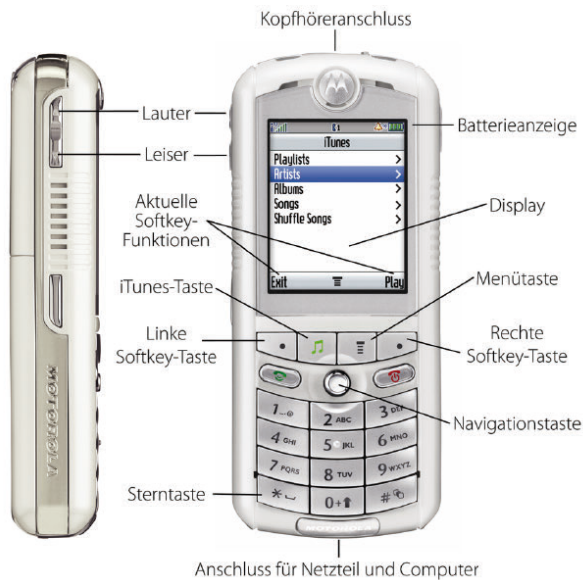 Kopfhöreranschluss
Lauter
Leiser
Aktuelle
Softkey-
Funktionen
iTunes-Taste
Linke
Softkey-Taste
Sterntaste
MOTOROLA
iTunes
Playlists >
Artists >
Albums >
Songs >
Shuffle Songs >
Exit
Play
1
2 ABC
3 DEF
4 GHI
5 JKL
6 MNO
7 PQRS
8 TUV
9 WXYZ
*
0+
#
MOTOROLA
Batterieanzeige
Display
Menütaste
Rechte
Softkey-Taste
Navigationstaste
Anschluss für Netzteil und Computer